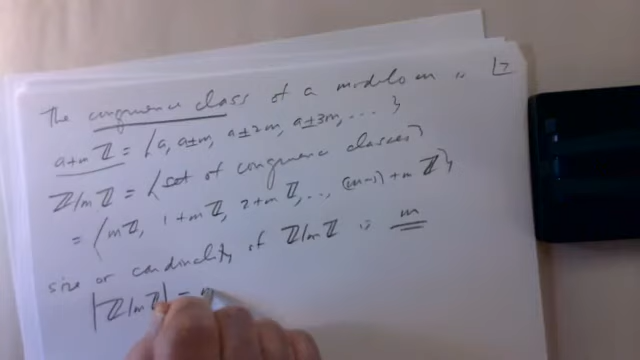 The congruence class of a modulo m is
a+mℤ = {a, a±m, a±2m, a±3m, ...}
ℤ/mℤ = {set of congruence classes}
= {mℤ, 1+mℤ, 2+mℤ, ..., (m-1)+mℤ}
size or cardinality of ℤ/mℤ is m
|ℤ/mℤ| =